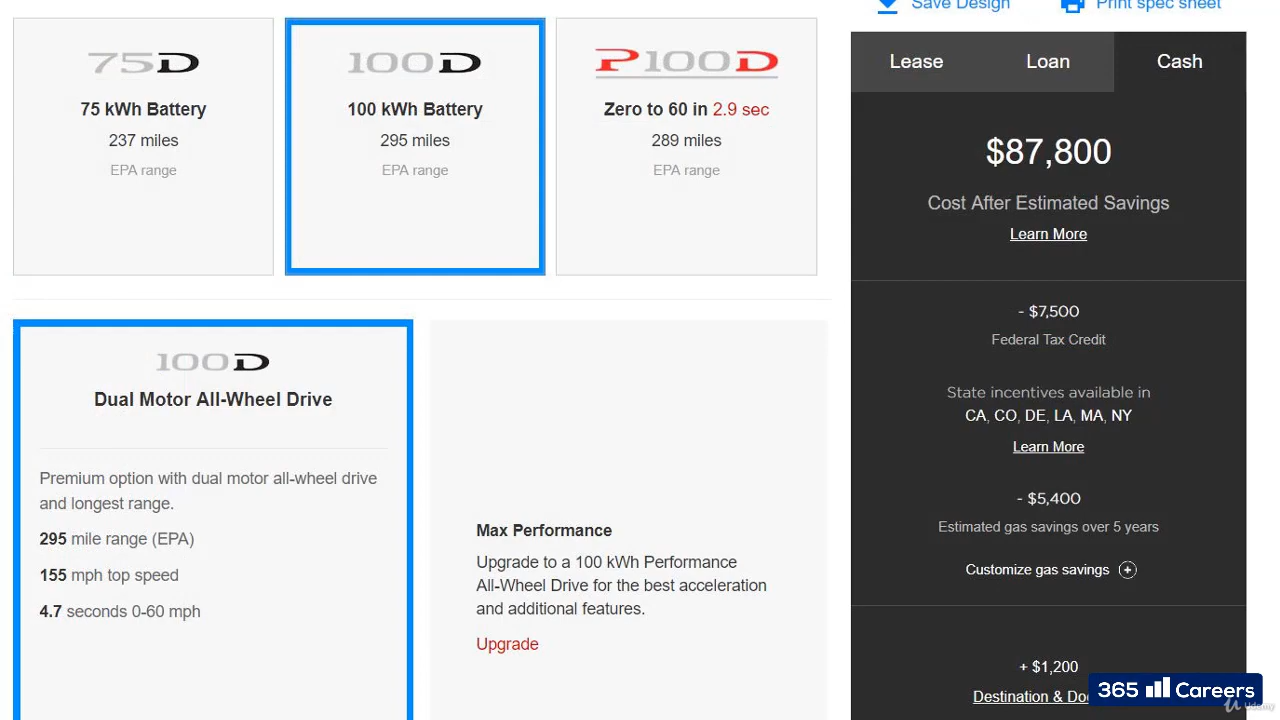 Save Design
Print spec sheet
75D
75 kWh Battery
237 miles
EPA range
100D
100 kWh Battery
295 miles
EPA range
P100D
Zero to 60 in 2.9 sec
289 miles
EPA range
100D
Dual Motor All-Wheel Drive
Premium option with dual motor all-wheel drive
and longest range.
295 mile range (EPA)
155 mph top speed
4.7 seconds 0-60 mph
Max Performance
Upgrade to a 100 kWh Performance
All-Wheel Drive for the best acceleration
and additional features.
Upgrade
Lease
Loan
Cash
$87,800
Cost After Estimated Savings
Learn More
- $7,500
Federal Tax Credit
State incentives available in
CA, CO, DE, LA, MA, NY
Learn More
- $5,400
Estimated gas savings over 5 years
Customize gas savings
+ $1,200
Destination &
365 Careers
Udemy